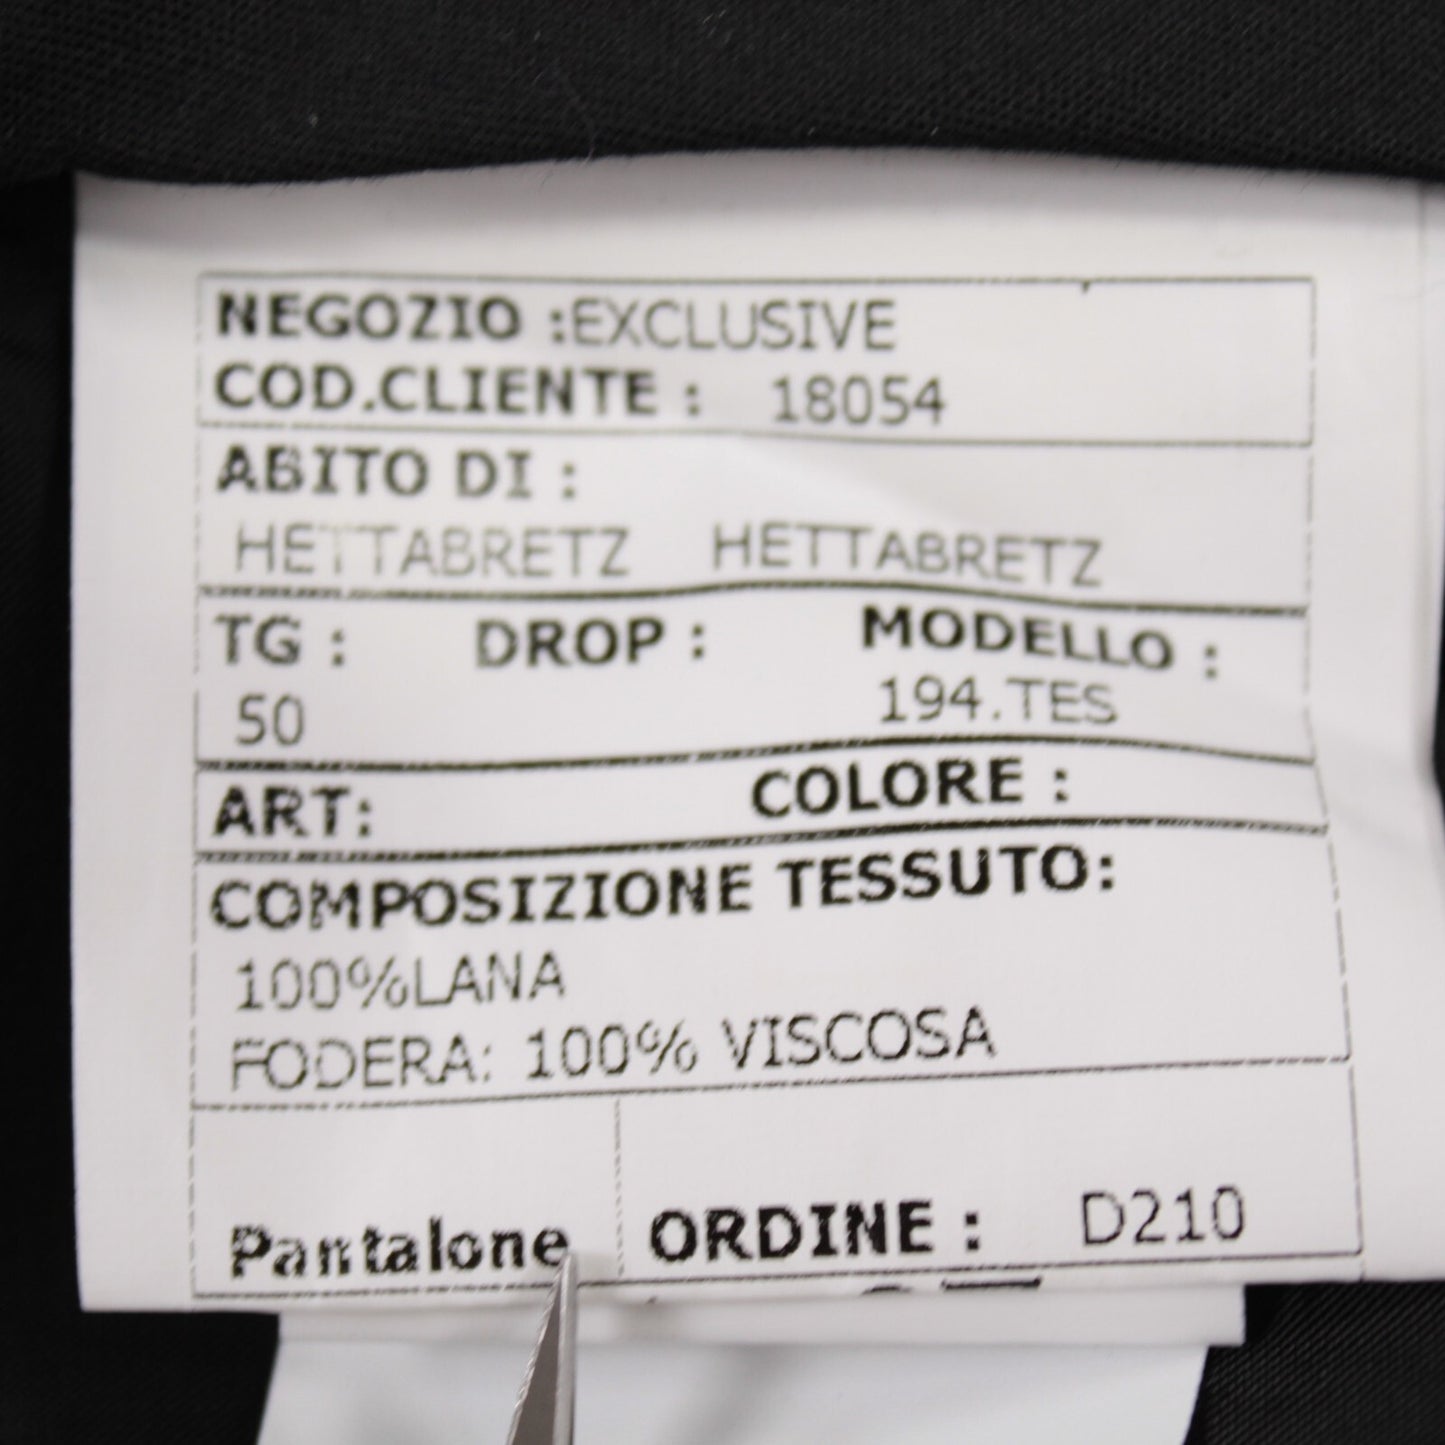 NEGOZIO :EXCLUSIVE
COD.CLIENTE : 18054
ABITO DI :
HETTABRETZ HETTABRETZ
TG : DROP : MODELLO :
50 194.TES
ART: COLORE :
COMPOSIZIONE TESSUTO:
100%LANA
FODERA: 100% VISCOSA
Pantalone ORDINE : D210